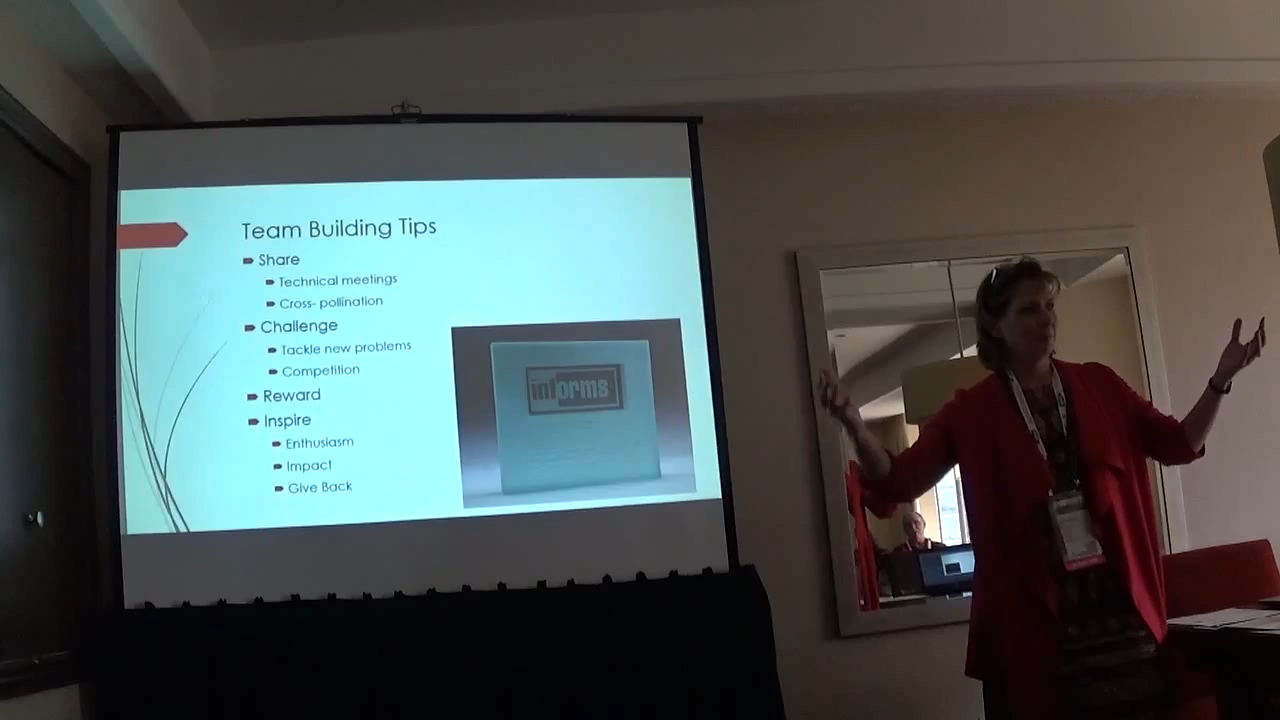 Team Building Tips
Share
Technical meetings
Cross- pollination
Challenge
Tackle new problems
Competition
Reward
Inspire
Enthusiasm
Impact
Give Back
informs